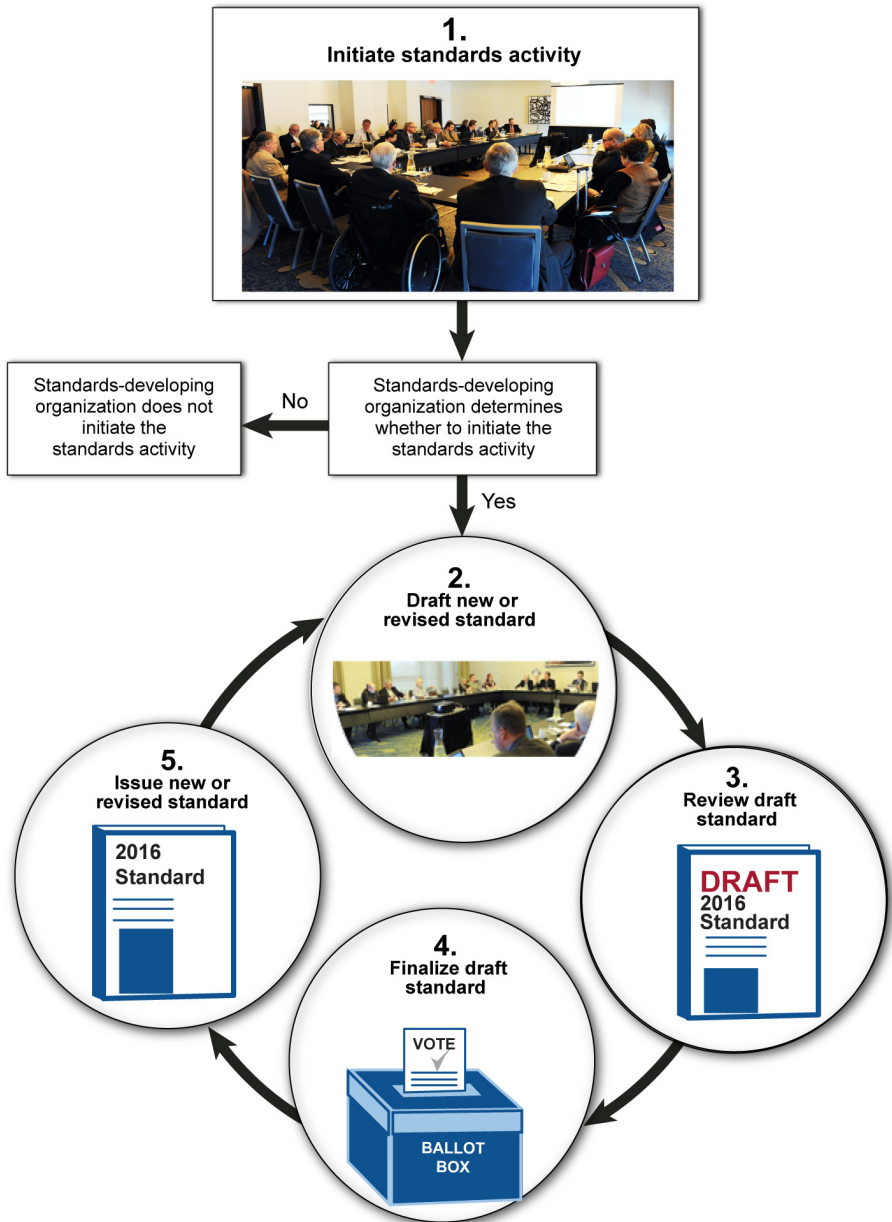 1.
Initiate standards activity
Standards-developing
organization does not
initiate the
standards activity
No
Standards-developing
organization determines
whether to initiate the
standards activity
Yes
2.
Draft new or
revised standard
3.
Review draft
standard
DRAFT
2016
Standard
4.
Finalize draft
standard
VOTE
BALLOT
BOX
5.
Issue new or
revised standard
2016
Standard